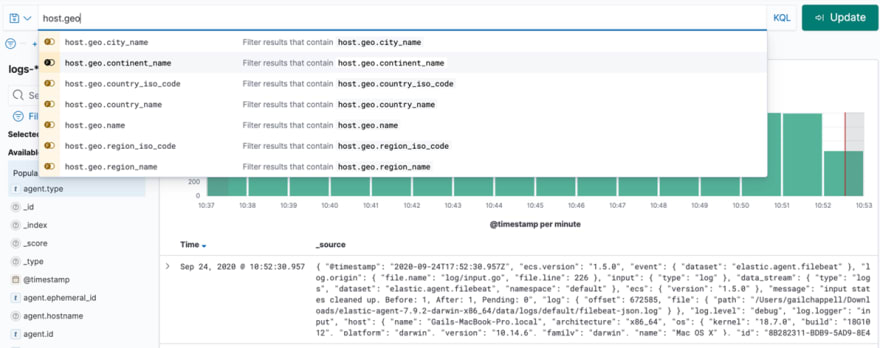 host.geo
KQL
Update
host.geo.city_name Filter results that contain host.geo.city_name
host.geo.continent_name Filter results that contain host.geo.continent_name
host.geo.country_iso_code Filter results that contain host.geo.country_iso_code
host.geo.country_name Filter results that contain host.geo.country_name
host.geo.name Filter results that contain host.geo.name
host.geo.region_iso_code Filter results that contain host.geo.region_iso_code
host.geo.region_name Filter results that contain host.geo.region_name
logs-*
Se
Fil
Selected
Availab
Popula
t agent.type
_id
_index
_score
_type
@timestamp
t agent.ephemeral_id
agent.hostname
t agent.id
200
0
10:37 10:38 10:39 10:40 10:41 10:42 10:43 10:44 10:45 10:46 10:47 10:48 10:49 10:50 10:51 10:52 10:53
@timestamp per minute
Time _source
Sep 24, 2020 @ 10:52:30.957
{ "@timestamp": "2020-09-24T17:52:30.957Z", "ecs.version": "1.5.0", "event": { "dataset": "elastic.agent.filebeat" }, "l
og.origin": { "file.name": "log/input.go", "file.line": 226 }, "input": { "type": "log" }, "data_stream": { "type": "log
s", "dataset": "elastic.agent.filebeat", "namespace": "default" }, "ecs": { "version": "1.5.0" }, "message": "input stat
es cleaned up. Before: 1, After: 1, Pending: 0", "log": { "offset": 672585, "file": { "path": "/Users/gailchappell/Downl
oads/elastic-agent-7.9.2-darwin-x86_64/data/logs/default/filebeat-json.log" } }, "log.level": "debug", "log.logger": "in
put", "host": { "name": "Gails-MacBook-Pro.local", "architecture": "x86_64", "os": { "kernel": "18.7.0", "build": "18G10
12", "platform": "darwin", "version": "10.14.6", "family": "darwin", "name": "Mac OS X" }, "id": "8B282311-BDB9-5AD9-8E4